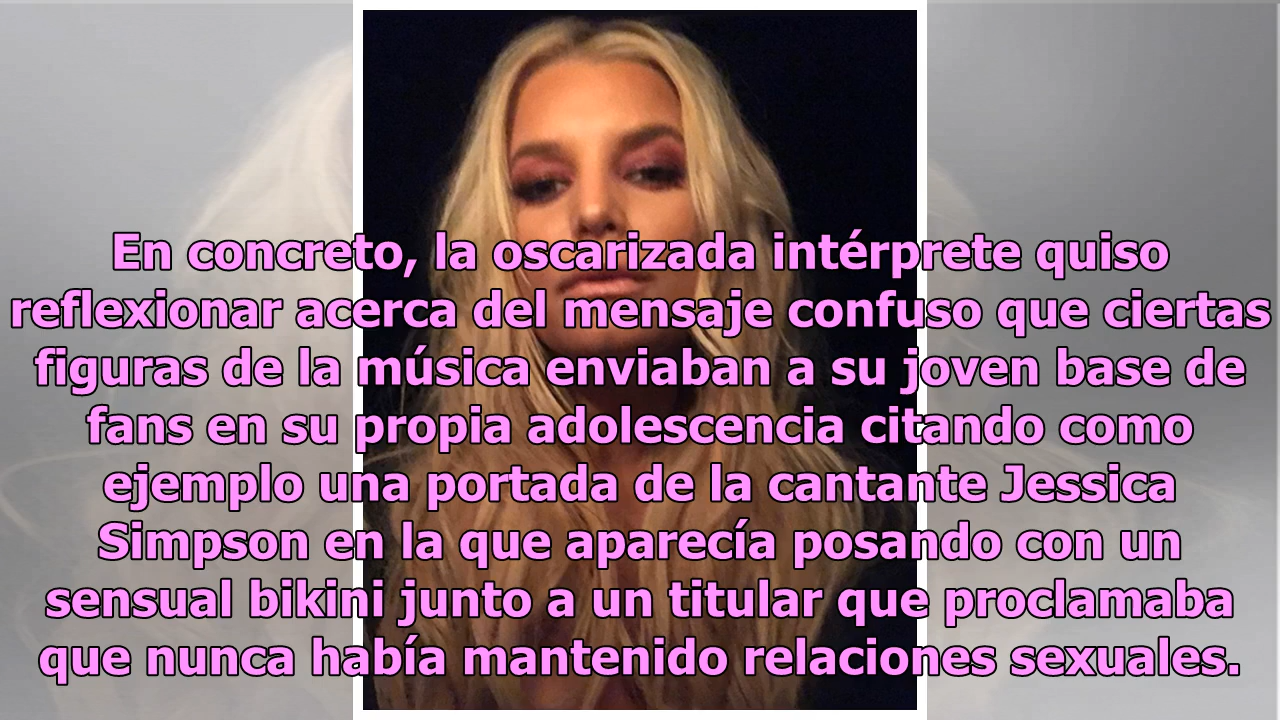 En concreto, la oscarizada intérprete quiso
reflexionar acerca del mensaje confuso que ciertas
figuras de la música enviaban a su joven base de
fans en su propia adolescencia citando como
ejemplo una portada de la cantante Jessica
Simpson en la que aparecía posando con un
sensual bikini junto a un titular que proclamaba
que nunca había mantenido relaciones sexuales.